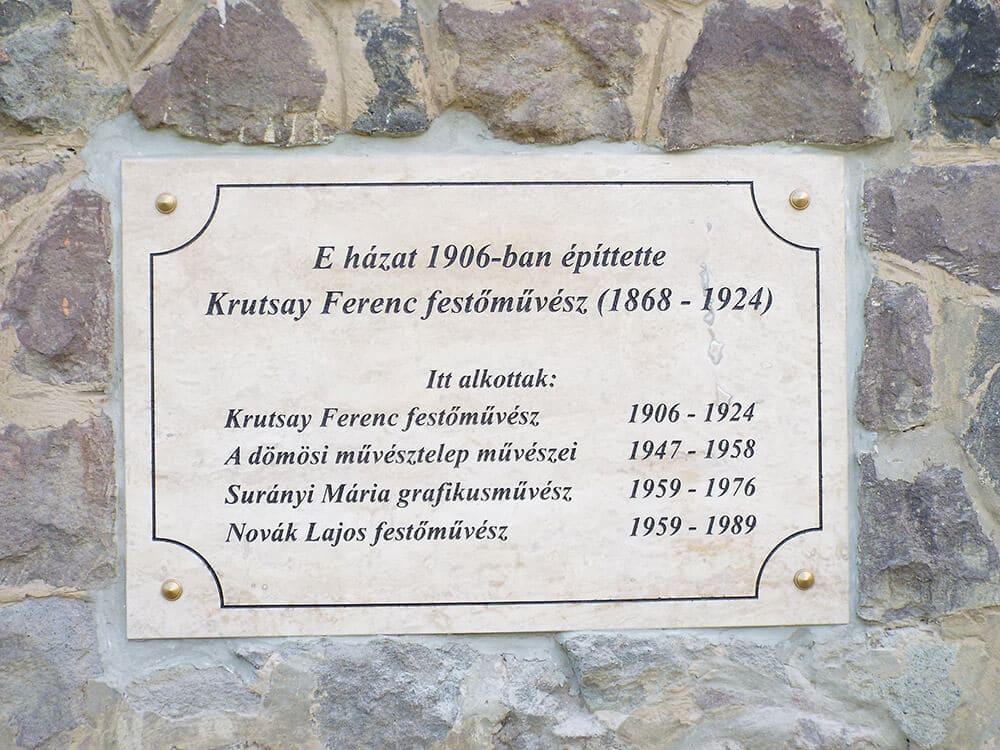 E házat 1906-ban építtette
Krutsay Ferenc festőművész (1868 - 1924)
Itt alkottak:
Krutsay Ferenc festőművész 1906 - 1924
A dömösi művésztelep művészei 1947 - 1958
Surányi Mária grafikusművész 1959 - 1976
Novák Lajos festőművész 1959 - 1989